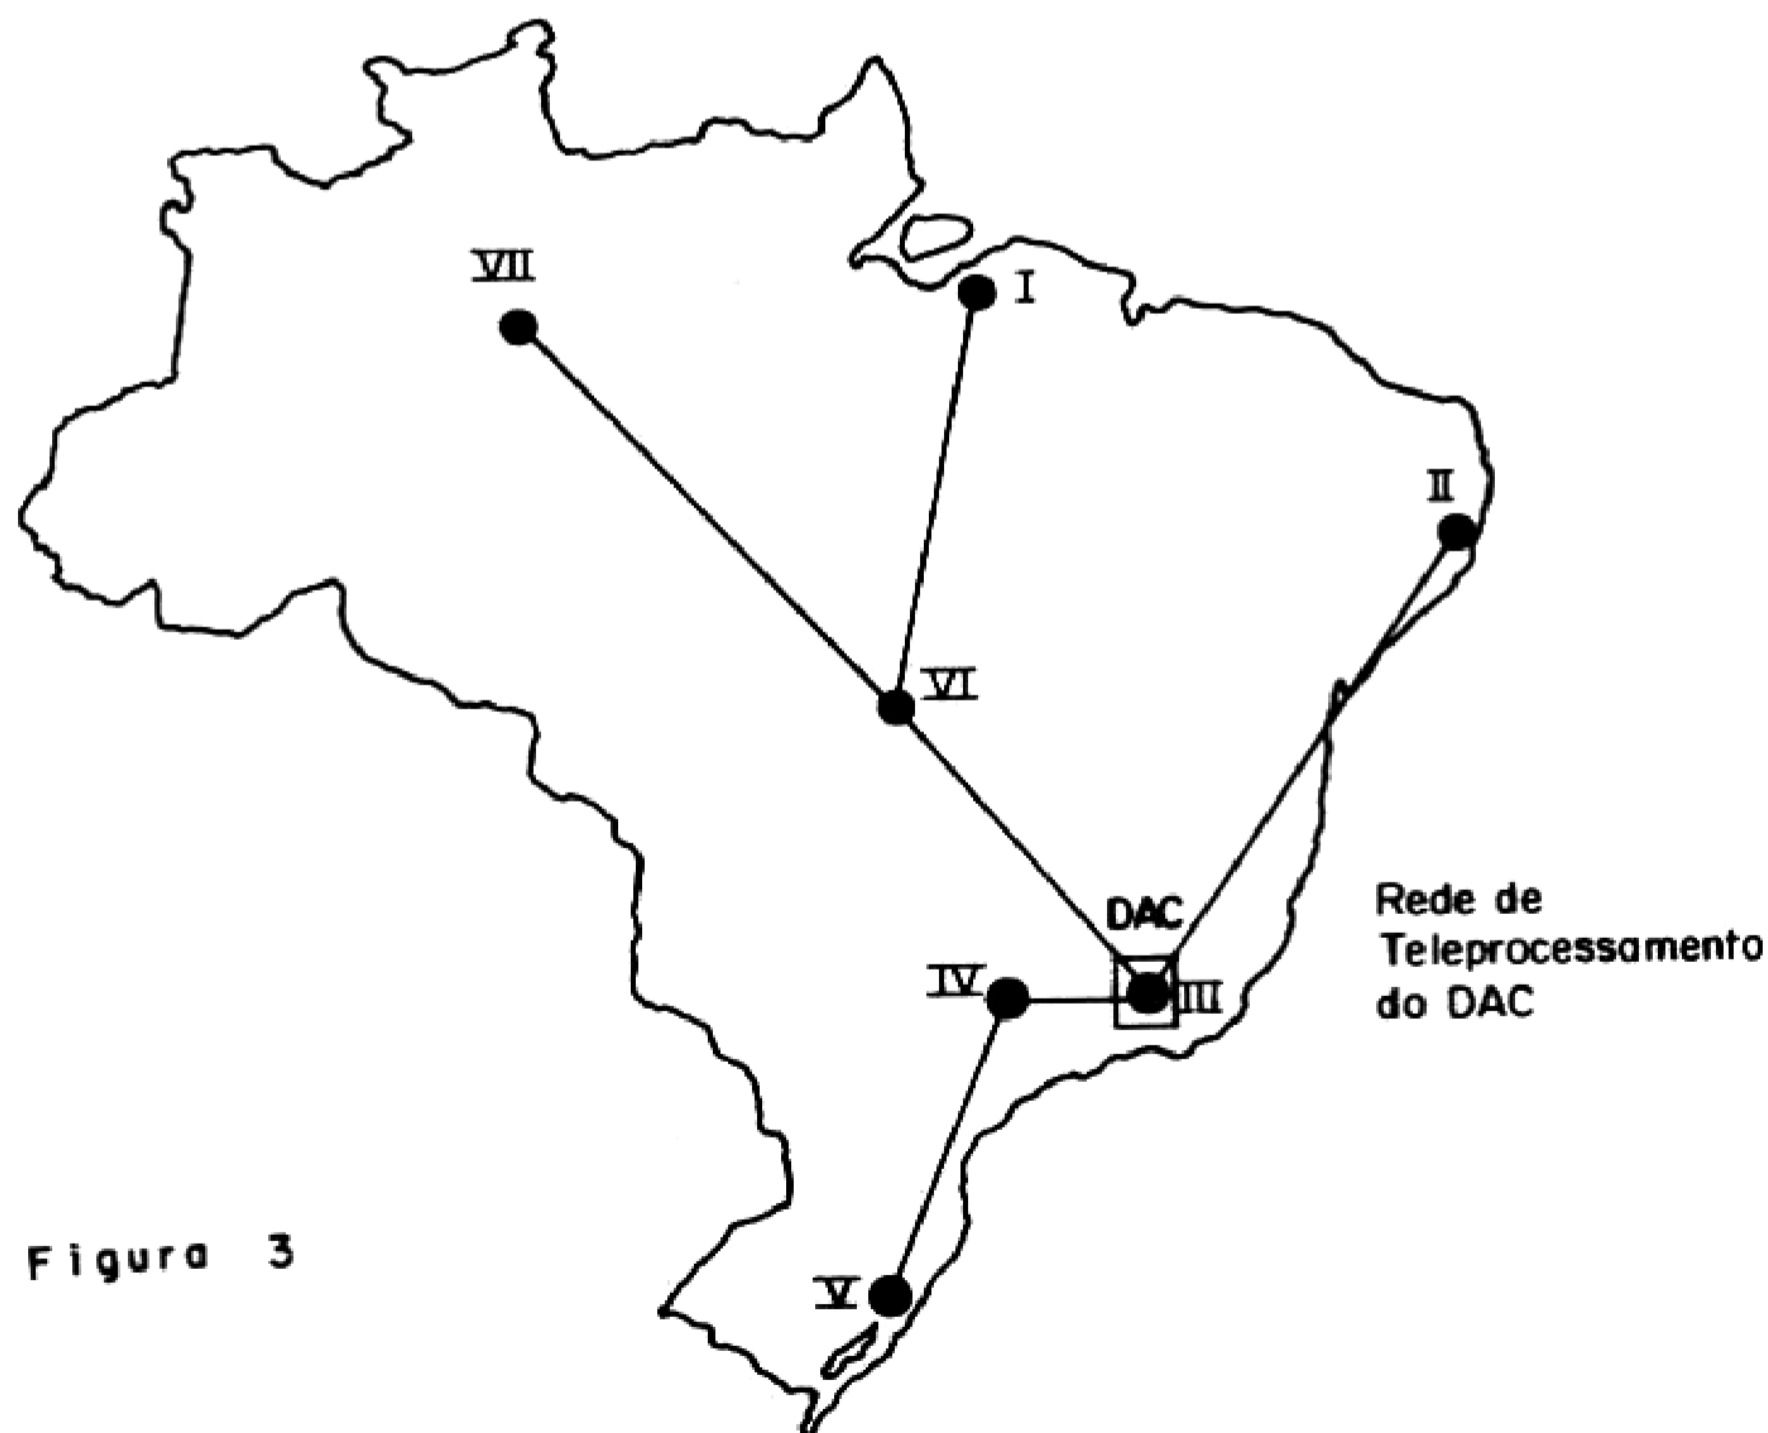 VII
I
II
VI
DAC
IV
III
Rede de
Teleprocessamento
do DAC
Figura 3
V